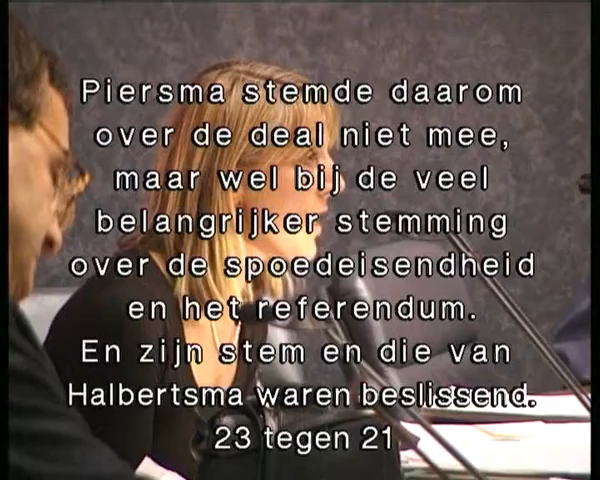 Piersma stemde daarom
over de deal niet mee,
maar wel bij de veel
belangrijker stemming
over de spoedeisendheid
en het referendum.
En zijn stem en die van
Halbertsma waren beslissend.
23 tegen 21